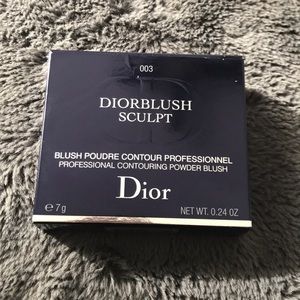 003
DIORBLUSH
SCULPT
BLUSH POUDRE CONTOUR PROFESSIONNEL
PROFESSIONAL CONTOURING POWDER BLUSH
Dior
℮ 7 g NET WT. 0.24 OZ